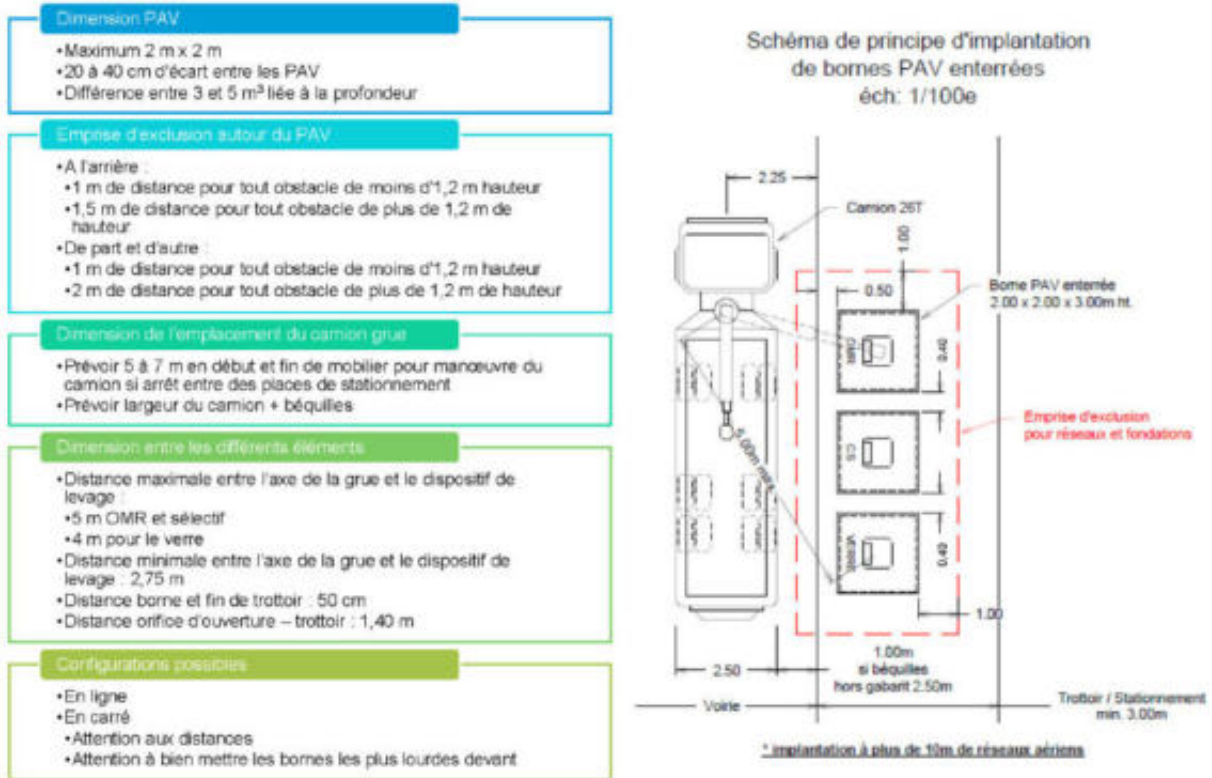 Dimension PAV
•Maximum 2 m x 2 m
•20 à 40 cm d'écart entre les PAV
•Différence entre 3 et 5 m³ liée à la profondeur
Emprise d'exclusion autour du PAV
•A l'arrière :
•1 m de distance pour tout obstacle de moins d'1,2 m hauteur
•1,5 m de distance pour tout obstacle de plus de 1,2 m de
hauteur
•De part et d'autre :
•1 m de distance pour tout obstacle de moins d'1,2 m hauteur
•2 m de distance pour tout obstacle de plus de 1,2 m de hauteur
Dimension de l'emplacement du camion grue
•Prévoir 5 à 7 m en début et fin de mobilier pour manœuvre du
camion si arrêt entre des places de stationnement
•Prévoir largeur du camion + béquilles
Dimension entre les différents éléments
•Distance maximale entre l'axe de la grue et le dispositif de
levage :
•5 m OMR et sélectif
•4 m pour le verre
•Distance minimale entre l'axe de la grue et le dispositif de
levage : 2,75 m
•Distance borne et fin de trottoir : 50 cm
•Distance orifice d'ouverture – trottoir : 1,40 m
Configurations possibles
•En ligne
•En carré
•Attention aux distances
•Attention à bien mettre les bornes les plus lourdes devant
Schéma de principe d'implantation
de bornes PAV enterrées
éch: 1/100e
2.25
Camion 26T
1.00
0.50
Borne PAV enterrée
2.00 x 2.00 x 3.00m ht.
OMR
0.40
Emprise d'exclusion
pour réseaux et fondations
5.00m maxi
CS
VERRE
0.40
1.00
2.50
1.00m
si béquilles
hors gabarit 2.50m
Voirie
Trottoir / Stationnement
min. 3.00m
* implantation à plus de 10m de réseaux aériens